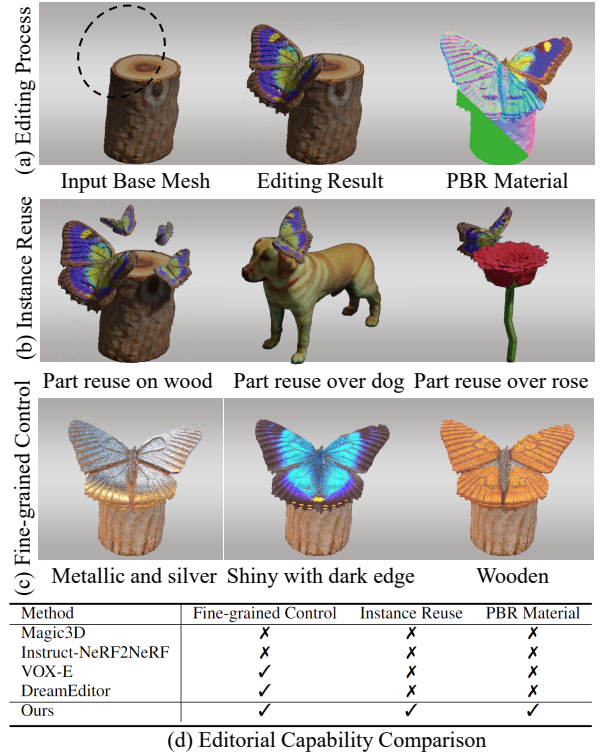 (a) Editing Process
Input Base Mesh Editing Result PBR Material
(b) Instance Reuse
Part reuse on wood Part reuse over dog Part reuse over rose
(c) Fine-grained Control
Metallic and silver Shiny with dark edge Wooden
Method Fine-grained Control Instance Reuse PBR Material
Magic3D ✗ ✗ ✗
Instruct-NeRF2NeRF ✗ ✗ ✗
VOX-E ✓ ✗ ✗
DreamEditor ✓ ✗ ✗
Ours ✓ ✓ ✓
(d) Editorial Capability Comparison